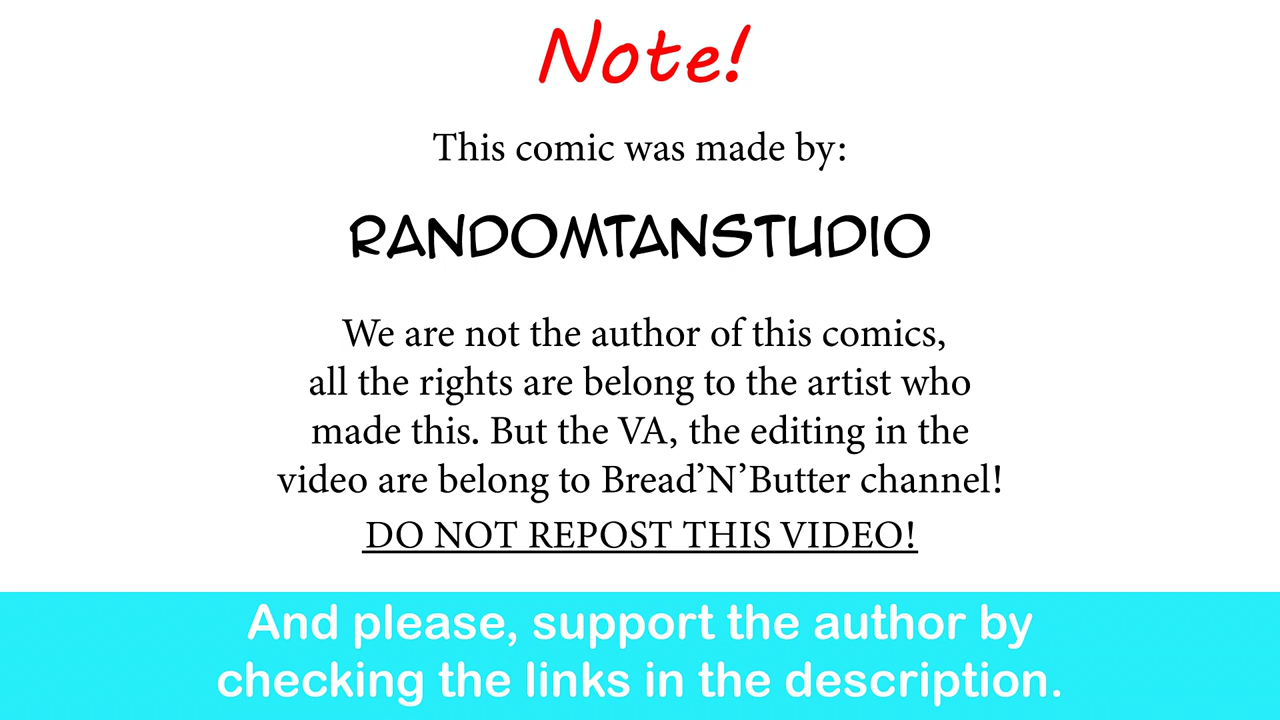 Note!
This comic was made by:
RANDOMTANSTUDIO
We are not the author of this comics,
all the rights are belong to the artist who
made this. But the VA, the editing in the
video are belong to Bread’N’Butter channel!
DO NOT REPOST THIS VIDEO!
And please, support the author by
checking the links in the description.